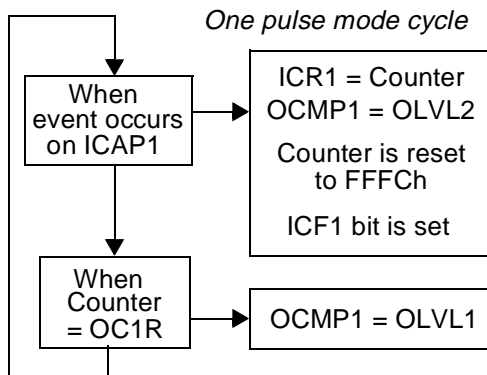 One pulse mode cycle
When
event occurs
on ICAP1
ICR1 = Counter
OCMP1 = OLVL2
Counter is reset
to FFFCh
ICF1 bit is set
When
Counter
= OC1R
OCMP1 = OLVL1